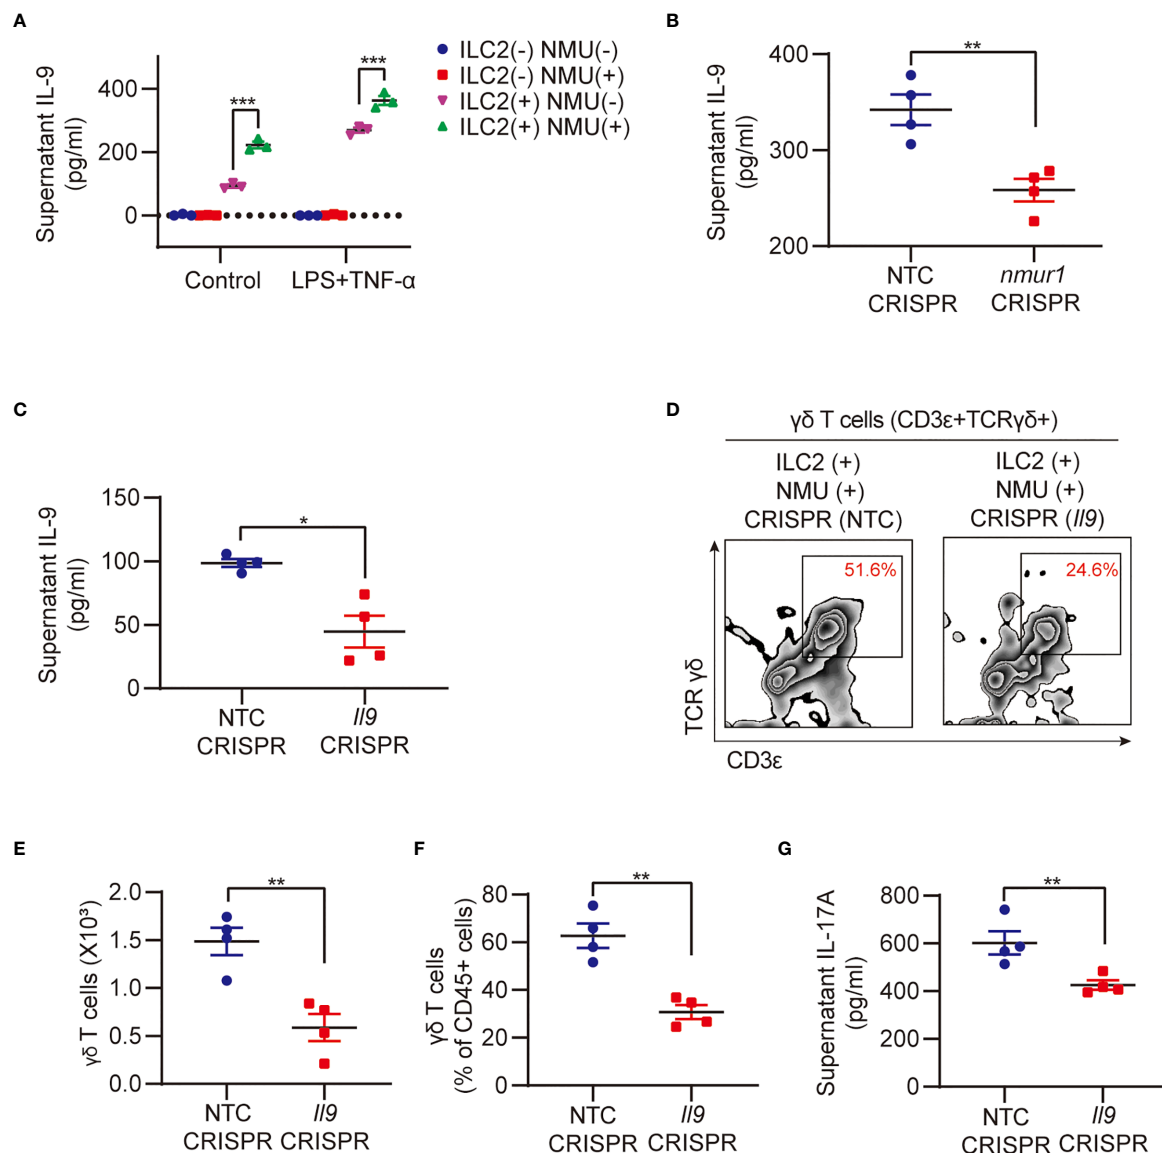 A
Supernatant IL-9
(pg/ml)
400
200
0
***
***
Control
LPS+TNF-α
ILC2(-) NMU(-)
ILC2(-) NMU(+)
ILC2(+) NMU(-)
ILC2(+) NMU(+)
B
Supernatant IL-9
(pg/ml)
400
300
200
**
NTC
CRISPR
nmur1
CRISPR
C
Supernatant IL-9
(pg/ml)
150
100
50
0
*
NTC
CRISPR
Il9
CRISPR
D
γδ T cells (CD3ε+TCRγδ+)
ILC2 (+)
NMU (+)
CRISPR (NTC)
ILC2 (+)
NMU (+)
CRISPR (Il9)
51.6%
24.6%
TCR γδ
CD3ε
E
γδ T cells (X10³)
2.0
1.5
1.0
0.5
0.0
**
NTC
CRISPR
Il9
CRISPR
F
γδ T cells
(% of CD45+ cells)
80
60
40
20
0
**
NTC
CRISPR
Il9
CRISPR
G
Supernatant IL-17A
(pg/ml)
800
600
400
200
0
**
NTC
CRISPR
Il9
CRISPR